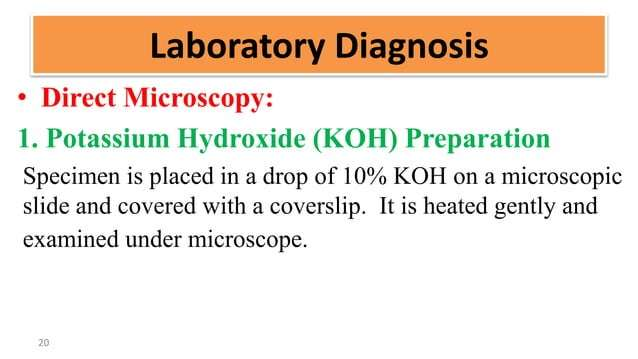 Laboratory Diagnosis
• Direct Microscopy:
1. Potassium Hydroxide (KOH) Preparation
Specimen is placed in a drop of 10% KOH on a microscopic
slide and covered with a coverslip.  It is heated gently and
examined under microscope.
20